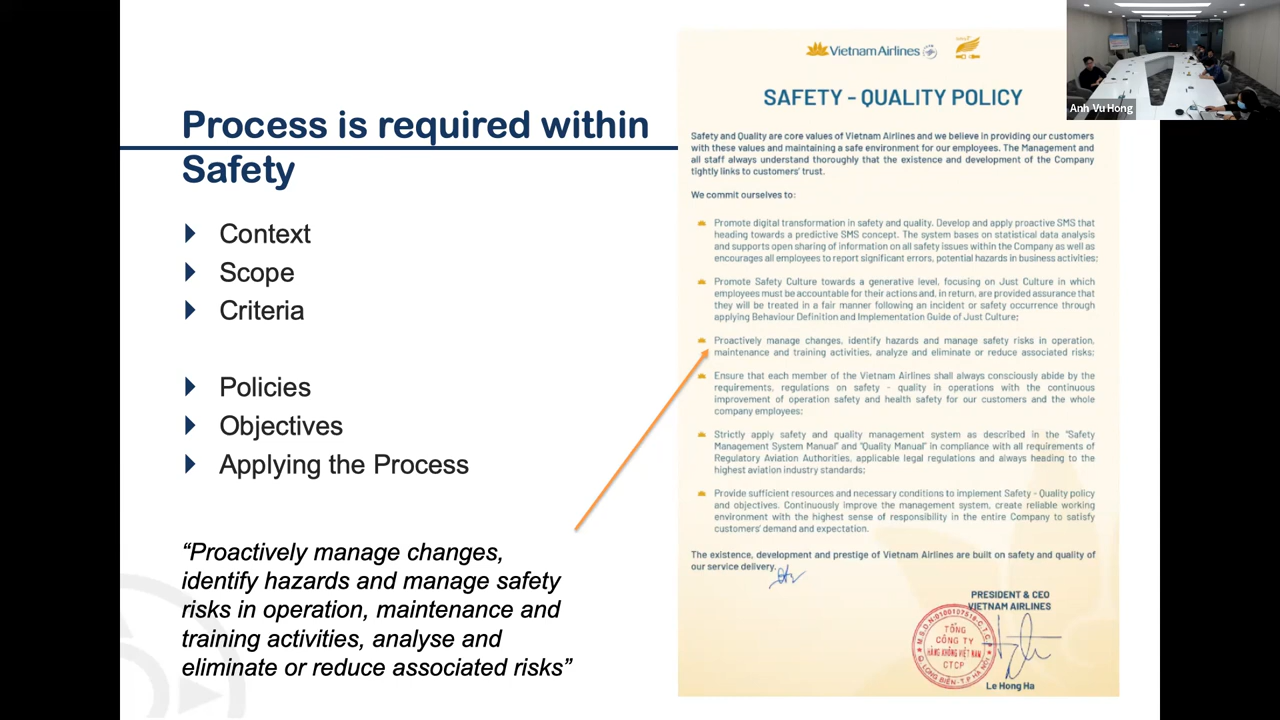 Process is required within
Safety
Context
Scope
Criteria
Policies
Objectives
Applying the Process
“Proactively manage changes,
identify hazards and manage safety
risks in operation, maintenance and
training activities, analyse and
eliminate or reduce associated risks”
Vietnam Airlines
SAFETY - QUALITY POLICY
Safety and Quality are core values of Vietnam Airlines and we believe in providing our customers
with these values and maintaining a safe environment for our employees. The Management and
all staff always understand thoroughly that the existence and development of the Company
tightly links to customers' trust.
We commit ourselves to:
Promote digital transformation in safety and quality. Develop and apply proactive SMS that
heading towards a predictive SMS concept. The system bases on statistical data analysis
and supports open sharing of information on all safety issues within the Company as well as
encourages all employees to report significant errors, potential hazards in business activities;
Promote Safety Culture towards a generative level, focusing on Just Culture in which
employees must be accountable for their actions and, in return, are provided assurance that
they will be treated in a fair manner following an incident or safety occurrence through
applying Behaviour Definition and Implementation Guide of Just Culture;
Proactively manage changes, identify hazards and manage safety risks in operation,
maintenance and training activities, analyze and eliminate or reduce associated risks;
Ensure that each member of the Vietnam Airlines shall always consciously abide by the
requirements, regulations on safety - quality in operations with the continuous
improvement of operation safety and health safety for our customers and the whole
company employees;
Strictly apply safety and quality management system as described in the "Safety
Management System Manual" and "Quality Manual" in compliance with all requirements of
Regulatory Aviation Authorities, applicable legal regulations and always heading to the
highest aviation industry standards;
Provide sufficient resources and necessary conditions to implement Safety - Quality policy
and objectives. Continuously improve the management system, create reliable working
environment with the highest sense of responsibility in the entire Company to satisfy
customers' demand and expectation.
The existence, development and prestige of Vietnam Airlines are built on safety and quality of
our service delivery.
PRESIDENT & CEO
VIETNAM AIRLINES
M.S.D.N:0100107518-C.T.C.P
TỔNG
CÔNG TY
HÀNG KHÔNG VIỆT NAM
CTCP
Q.LONG BIÊN-T.P HÀ NỘI
Le Hong Ha
Anh Vu Hong